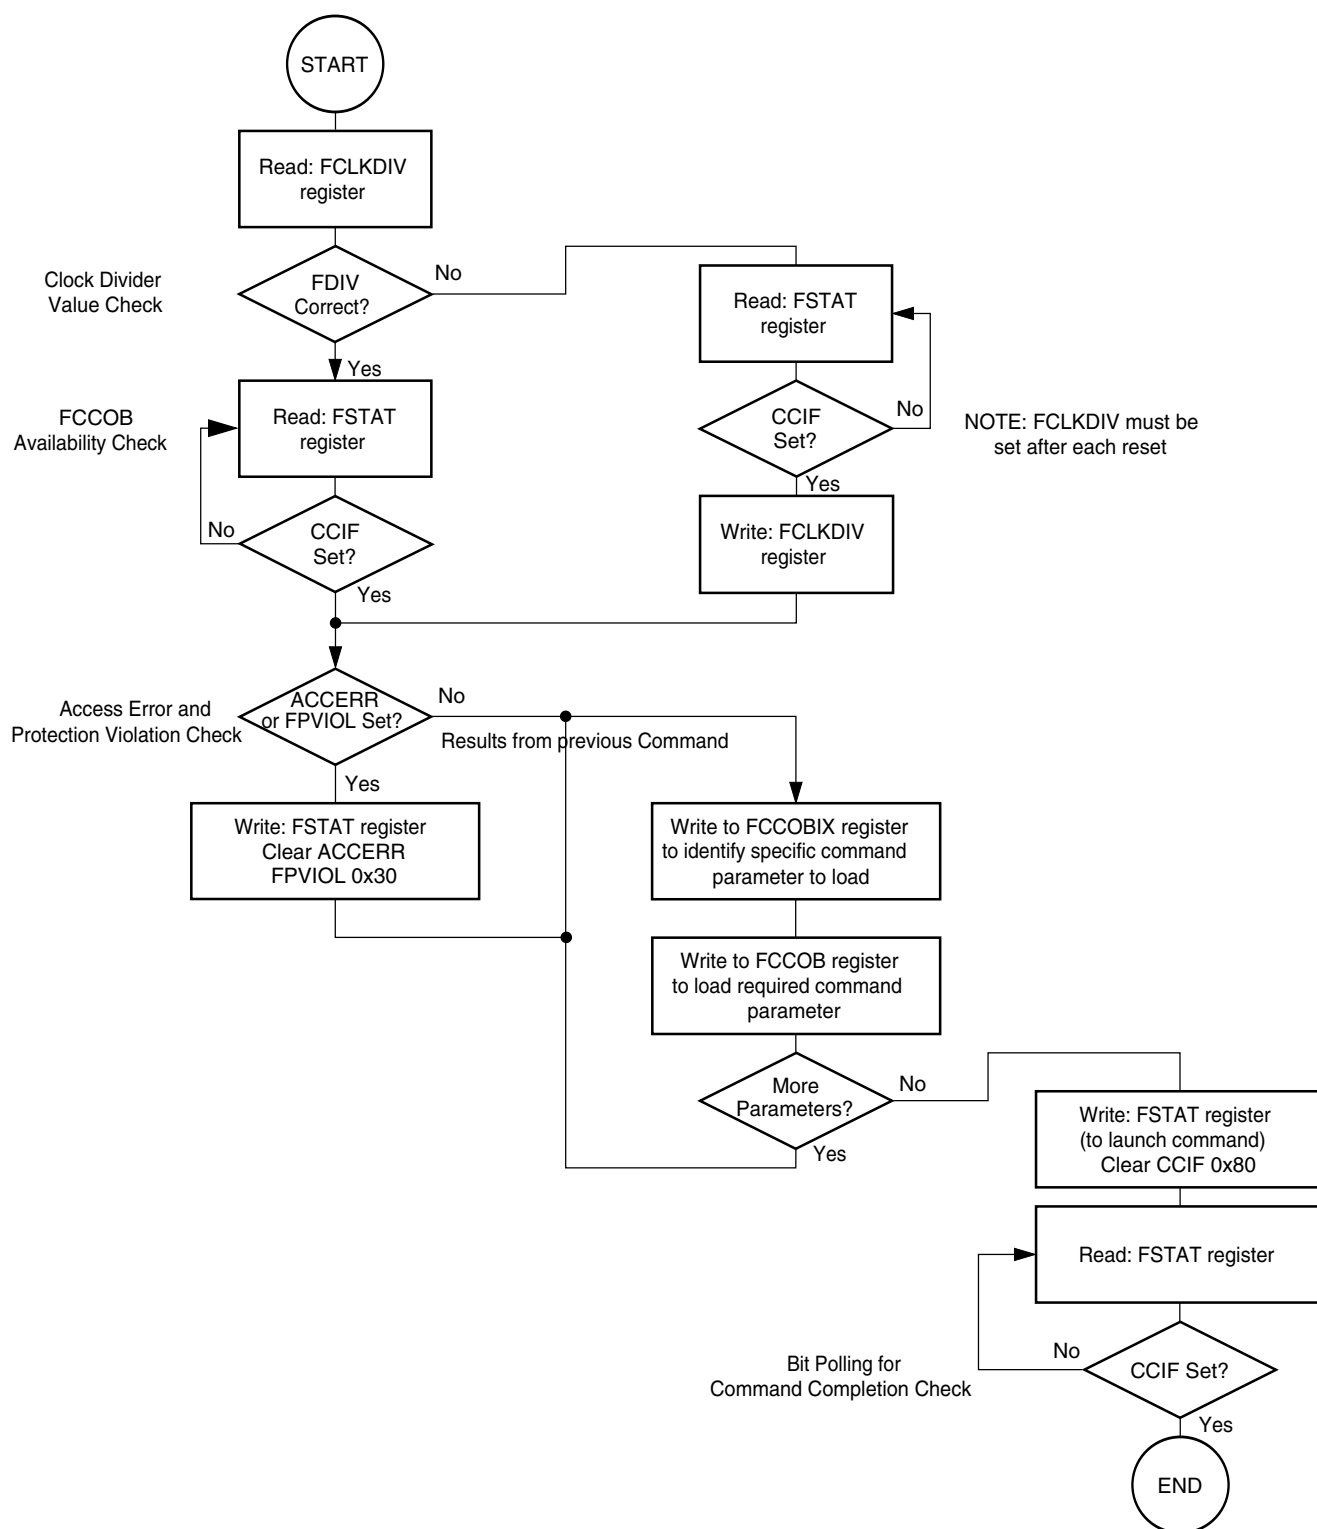 START
Read: FCLKDIV
register
Clock Divider
Value Check
FDIV
Correct?
No
Yes
Read: FSTAT
register
CCIF
Set?
No
Yes
NOTE: FCLKDIV must be
set after each reset
Write: FCLKDIV
register
FCCOB
Availability Check
Read: FSTAT
register
CCIF
Set?
No
Yes
Access Error and
Protection Violation Check
ACCERR
or FPVIOL Set?
No
Results from previous Command
Yes
Write: FSTAT register
Clear ACCERR
FPVIOL 0x30
Write to FCCOBIX register
to identify specific command
parameter to load
Write to FCCOB register
to load required command
parameter
More
Parameters?
No
Yes
Write: FSTAT register
(to launch command)
Clear CCIF 0x80
Read: FSTAT register
Bit Polling for
Command Completion Check
No
CCIF Set?
Yes
END